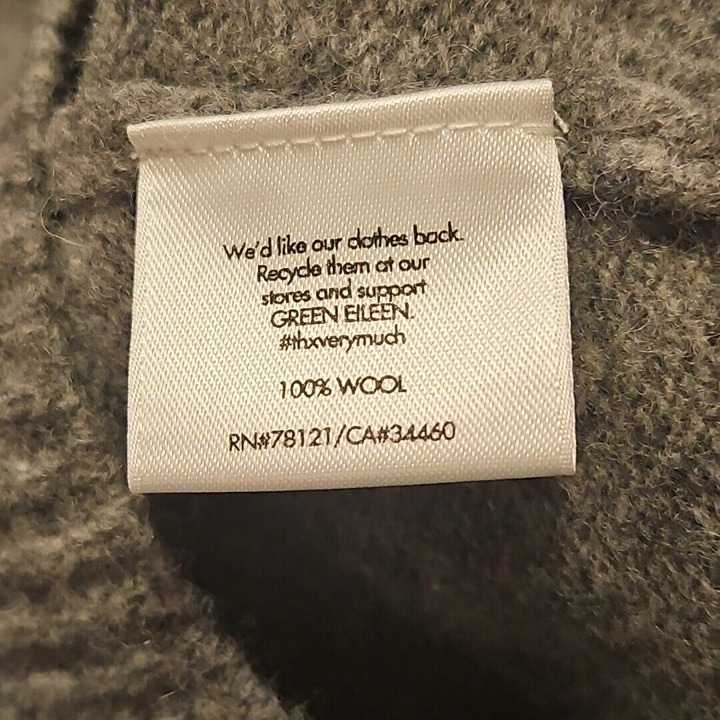 We'd like our clothes back.
Recycle them at our
stores and support
GREEN EILEEN.
#thxverymuch
100% WOOL
RN#78121/CA#34460